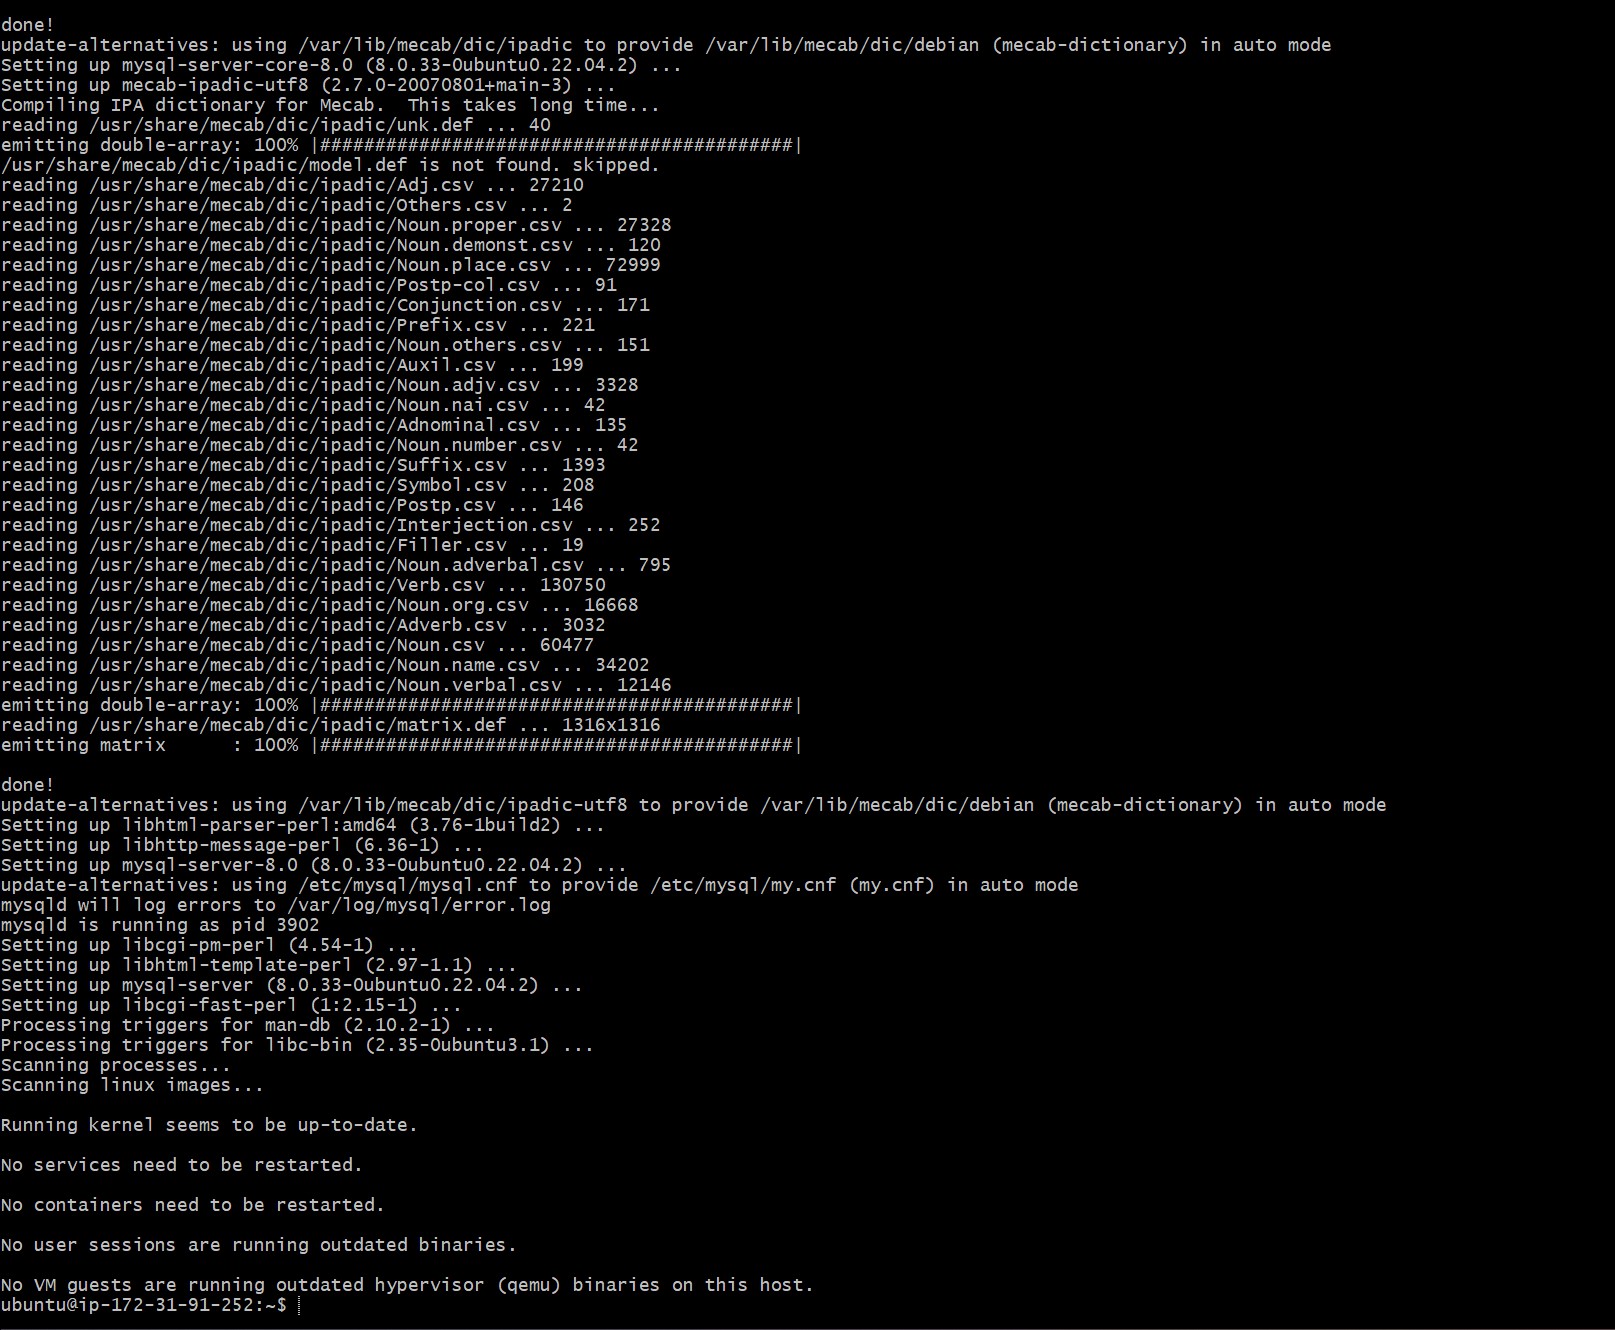 done!
update-alternatives: using /var/lib/mecab/dic/ipadic to provide /var/lib/mecab/dic/debian (mecab-dictionary) in auto mode
Setting up mysql-server-core-8.0 (8.0.33-0ubuntu0.22.04.2) ...
Setting up mecab-ipadic-utf8 (2.7.0-20070801+main-3) ...
Compiling IPA dictionary for Mecab.  This takes long time...
reading /usr/share/mecab/dic/ipadic/unk.def ... 40
emitting double-array: 100% |###########################################|
/usr/share/mecab/dic/ipadic/model.def is not found. skipped.
reading /usr/share/mecab/dic/ipadic/Adj.csv ... 27210
reading /usr/share/mecab/dic/ipadic/Others.csv ... 2
reading /usr/share/mecab/dic/ipadic/Noun.proper.csv ... 27328
reading /usr/share/mecab/dic/ipadic/Noun.demonst.csv ... 120
reading /usr/share/mecab/dic/ipadic/Noun.place.csv ... 72999
reading /usr/share/mecab/dic/ipadic/Postp-col.csv ... 91
reading /usr/share/mecab/dic/ipadic/Conjunction.csv ... 171
reading /usr/share/mecab/dic/ipadic/Prefix.csv ... 221
reading /usr/share/mecab/dic/ipadic/Noun.others.csv ... 151
reading /usr/share/mecab/dic/ipadic/Auxil.csv ... 199
reading /usr/share/mecab/dic/ipadic/Noun.adjv.csv ... 3328
reading /usr/share/mecab/dic/ipadic/Noun.nai.csv ... 42
reading /usr/share/mecab/dic/ipadic/Adnominal.csv ... 135
reading /usr/share/mecab/dic/ipadic/Noun.number.csv ... 42
reading /usr/share/mecab/dic/ipadic/Suffix.csv ... 1393
reading /usr/share/mecab/dic/ipadic/Symbol.csv ... 208
reading /usr/share/mecab/dic/ipadic/Postp.csv ... 146
reading /usr/share/mecab/dic/ipadic/Interjection.csv ... 252
reading /usr/share/mecab/dic/ipadic/Filler.csv ... 19
reading /usr/share/mecab/dic/ipadic/Noun.adverbal.csv ... 795
reading /usr/share/mecab/dic/ipadic/Verb.csv ... 130750
reading /usr/share/mecab/dic/ipadic/Noun.org.csv ... 16668
reading /usr/share/mecab/dic/ipadic/Adverb.csv ... 3032
reading /usr/share/mecab/dic/ipadic/Noun.csv ... 60477
reading /usr/share/mecab/dic/ipadic/Noun.name.csv ... 34202
reading /usr/share/mecab/dic/ipadic/Noun.verbal.csv ... 12146
emitting double-array: 100% |###########################################|
reading /usr/share/mecab/dic/ipadic/matrix.def ... 1316x1316
emitting matrix      : 100% |###########################################|
done!
update-alternatives: using /var/lib/mecab/dic/ipadic-utf8 to provide /var/lib/mecab/dic/debian (mecab-dictionary) in auto mode
Setting up libhtml-parser-perl:amd64 (3.76-1build2) ...
Setting up libhttp-message-perl (6.36-1) ...
Setting up mysql-server-8.0 (8.0.33-0ubuntu0.22.04.2) ...
update-alternatives: using /etc/mysql/mysql.cnf to provide /etc/mysql/my.cnf (my.cnf) in auto mode
mysqld will log errors to /var/log/mysql/error.log
mysqld is running as pid 3902
Setting up libcgi-pm-perl (4.54-1) ...
Setting up libhtml-template-perl (2.97-1.1) ...
Setting up mysql-server (8.0.33-0ubuntu0.22.04.2) ...
Setting up libcgi-fast-perl (1:2.15-1) ...
Processing triggers for man-db (2.10.2-1) ...
Processing triggers for libc-bin (2.35-0ubuntu3.1) ...
Scanning processes...
Scanning linux images...
Running kernel seems to be up-to-date.
No services need to be restarted.
No containers need to be restarted.
No user sessions are running outdated binaries.
No VM guests are running outdated hypervisor (qemu) binaries on this host.
ubuntu@ip-172-31-91-252:~$